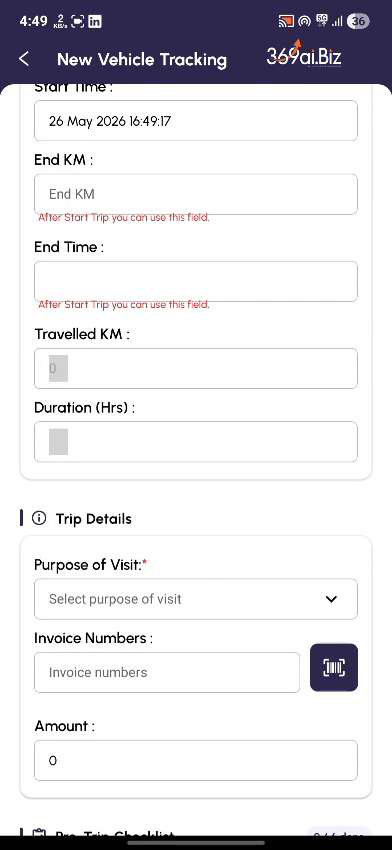 4:49 2 KB/s 5G 36
New Vehicle Tracking 369ai.Biz
Start Time :
26 May 2026 16:49:17
End KM :
End KM
After Start Trip you can use this field.
End Time :
After Start Trip you can use this field.
Travelled KM :
0
Duration (Hrs) :
Trip Details
Purpose of Visit:*
Select purpose of visit
Invoice Numbers :
Invoice numbers
Amount :
0
Pre-Trip Checklist